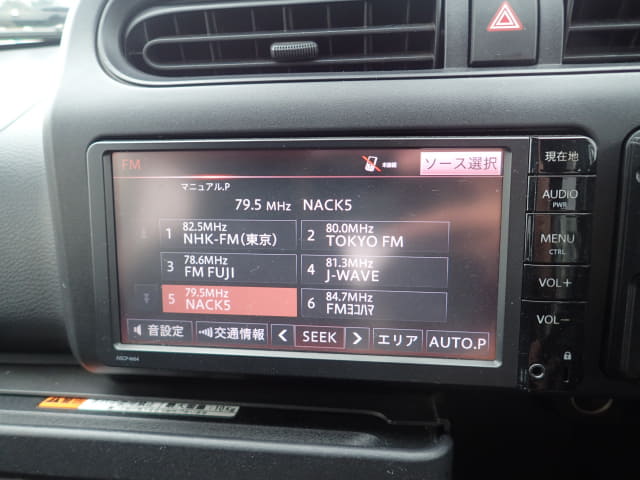 FM
未接続
ソース選択
マニュアル.P
79.5 MHz NACK5
1 82.5MHz NHK-FM(東京)
2 80.0MHz TOKYO FM
3 78.6MHz FM FUJI
4 81.3MHz J-WAVE
5 79.5MHz NACK5
6 84.7MHz FMヨコハマ
音設定
交通情報
SEEK
エリア
AUTO.P
現在地
AUDIO
PWR
MENU
CTRL
VOL+
VOL−